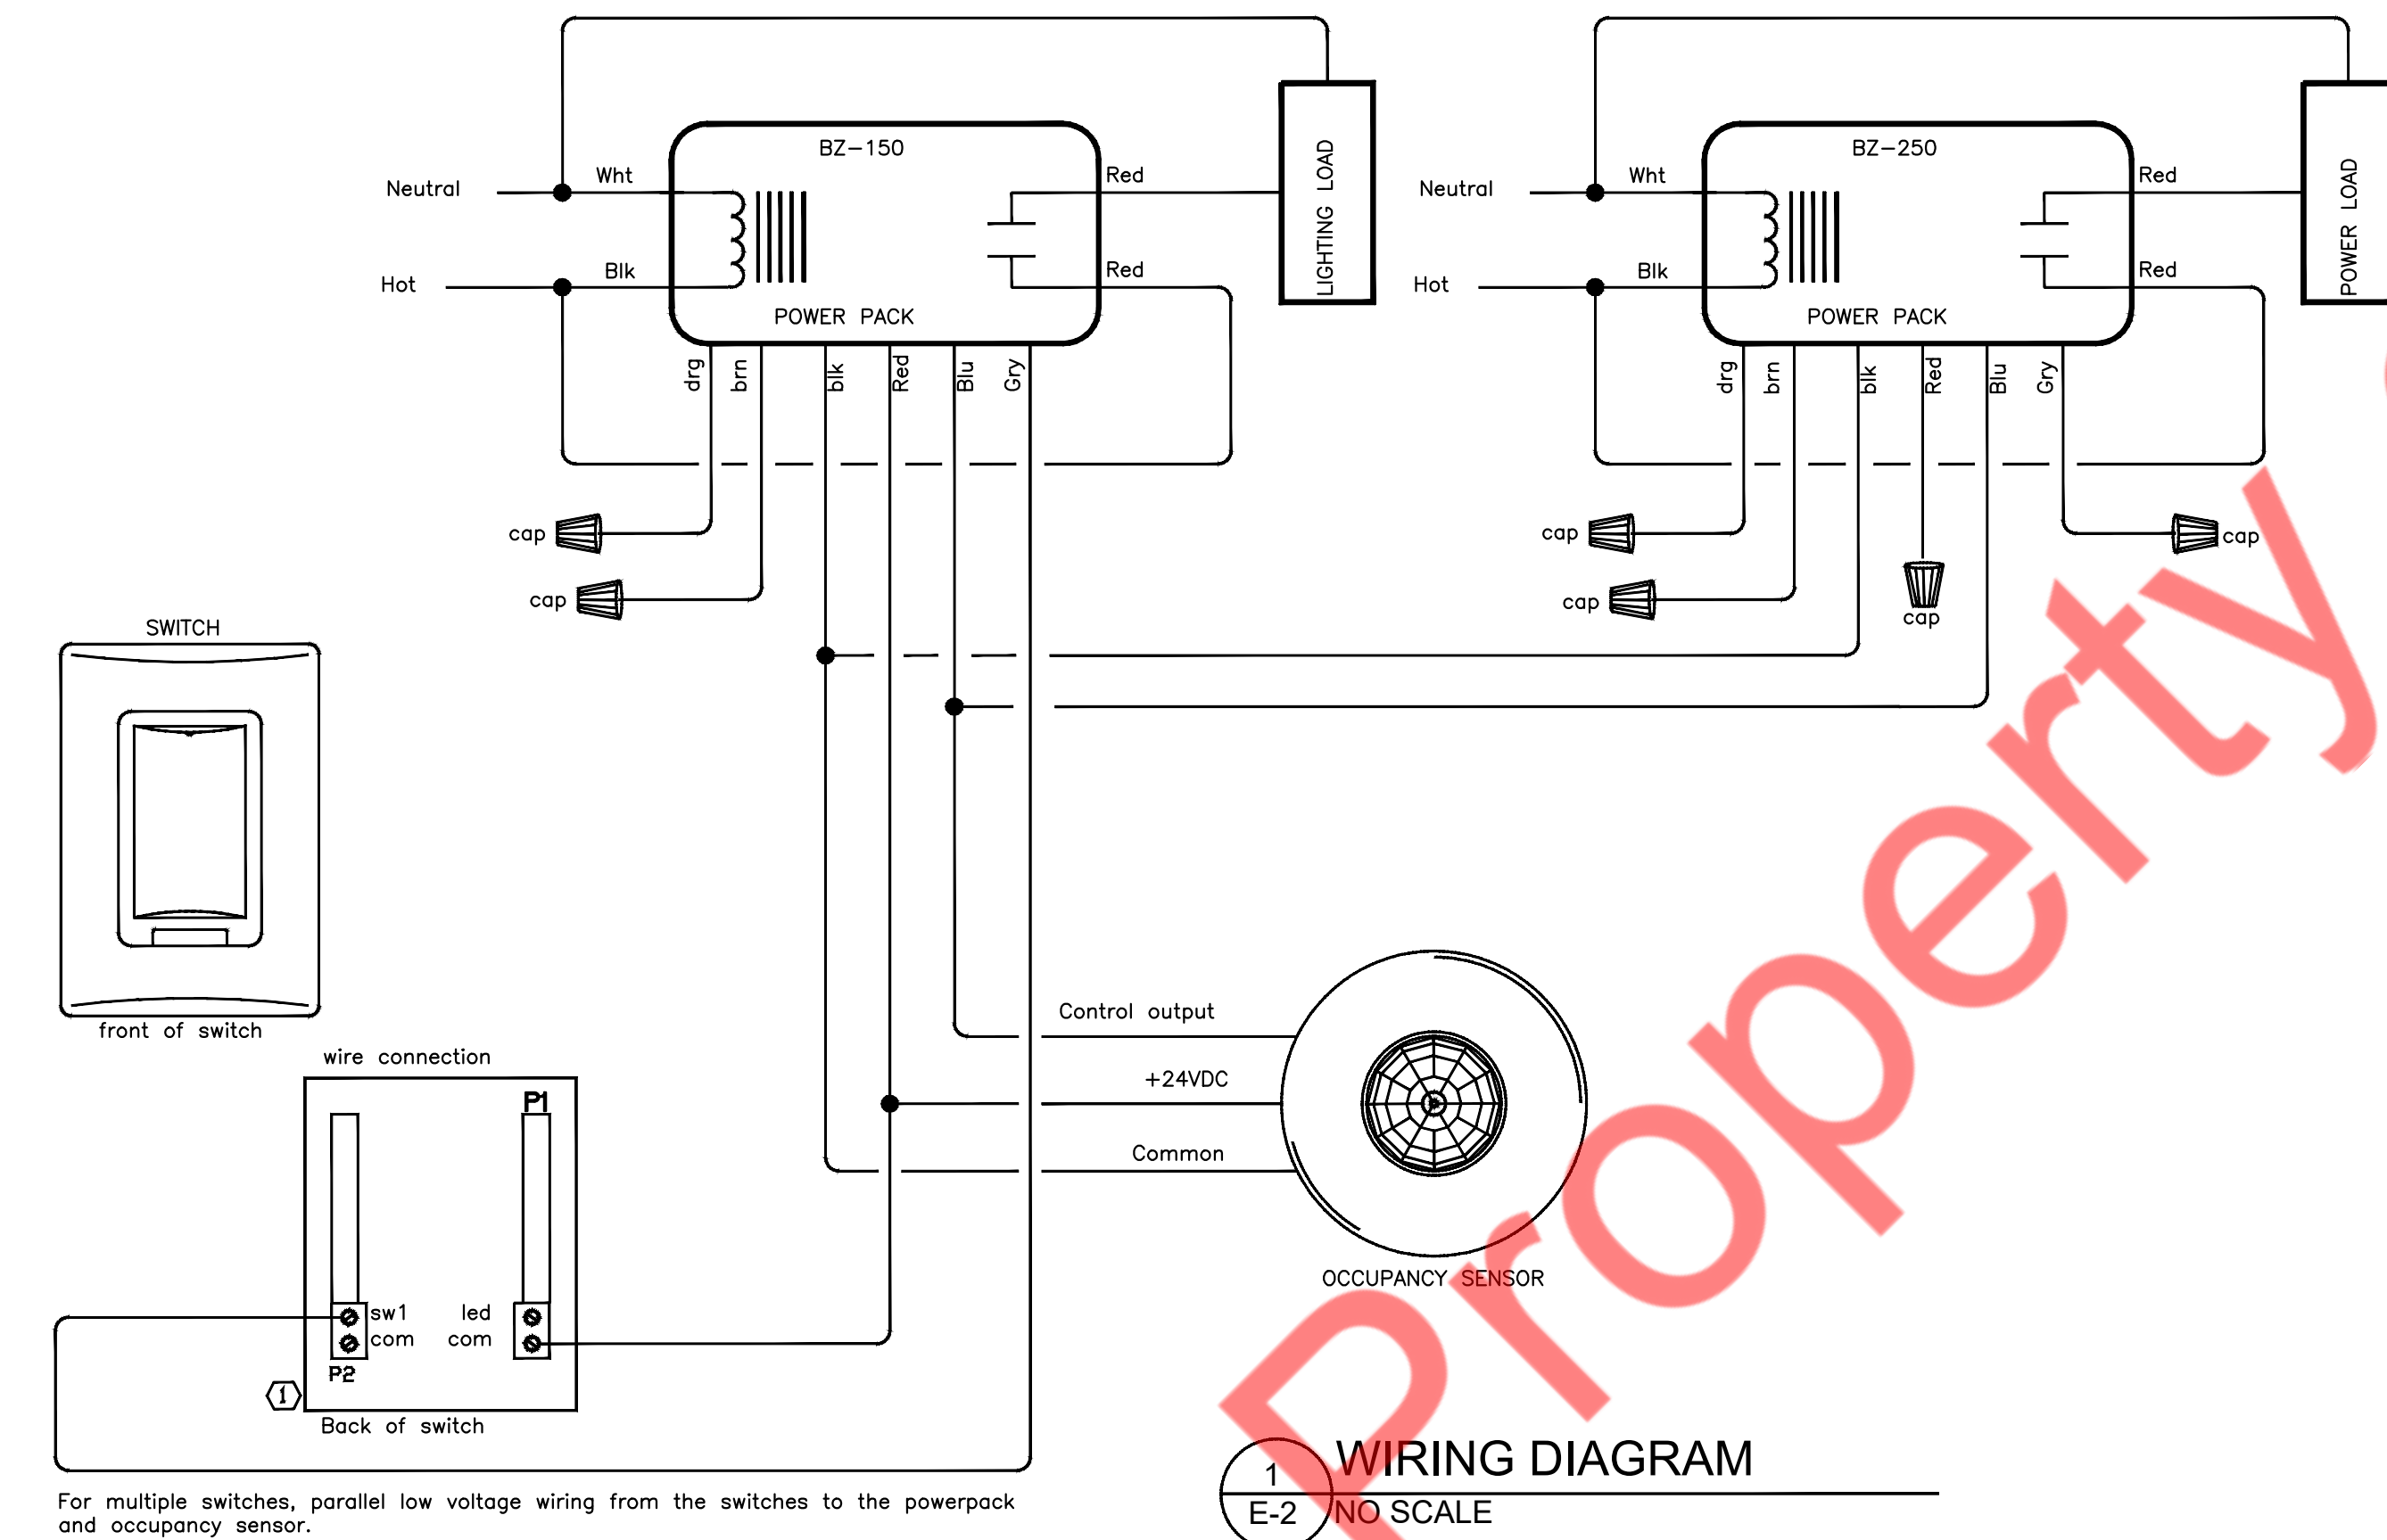 BZ-150
Neutral
Wht
Red
Hot
Blk
Red
POWER PACK
LIGHTING LOAD
drg
brn
blk
Red
Blu
Gry
cap
cap
BZ-250
Neutral
Wht
Red
Hot
Blk
Red
POWER PACK
POWER LOAD
drg
brn
blk
Red
Blu
Gry
cap
cap
cap
cap
SWITCH
front of switch
wire connection
P1
sw1
led
com
com
P2
1
Back of switch
Control output
+24VDC
Common
OCCUPANCY SENSOR
For multiple switches, parallel low voltage wiring from the switches to the powerpack
and occupancy sensor.
1
E-2
WIRING DIAGRAM
NO SCALE
Property